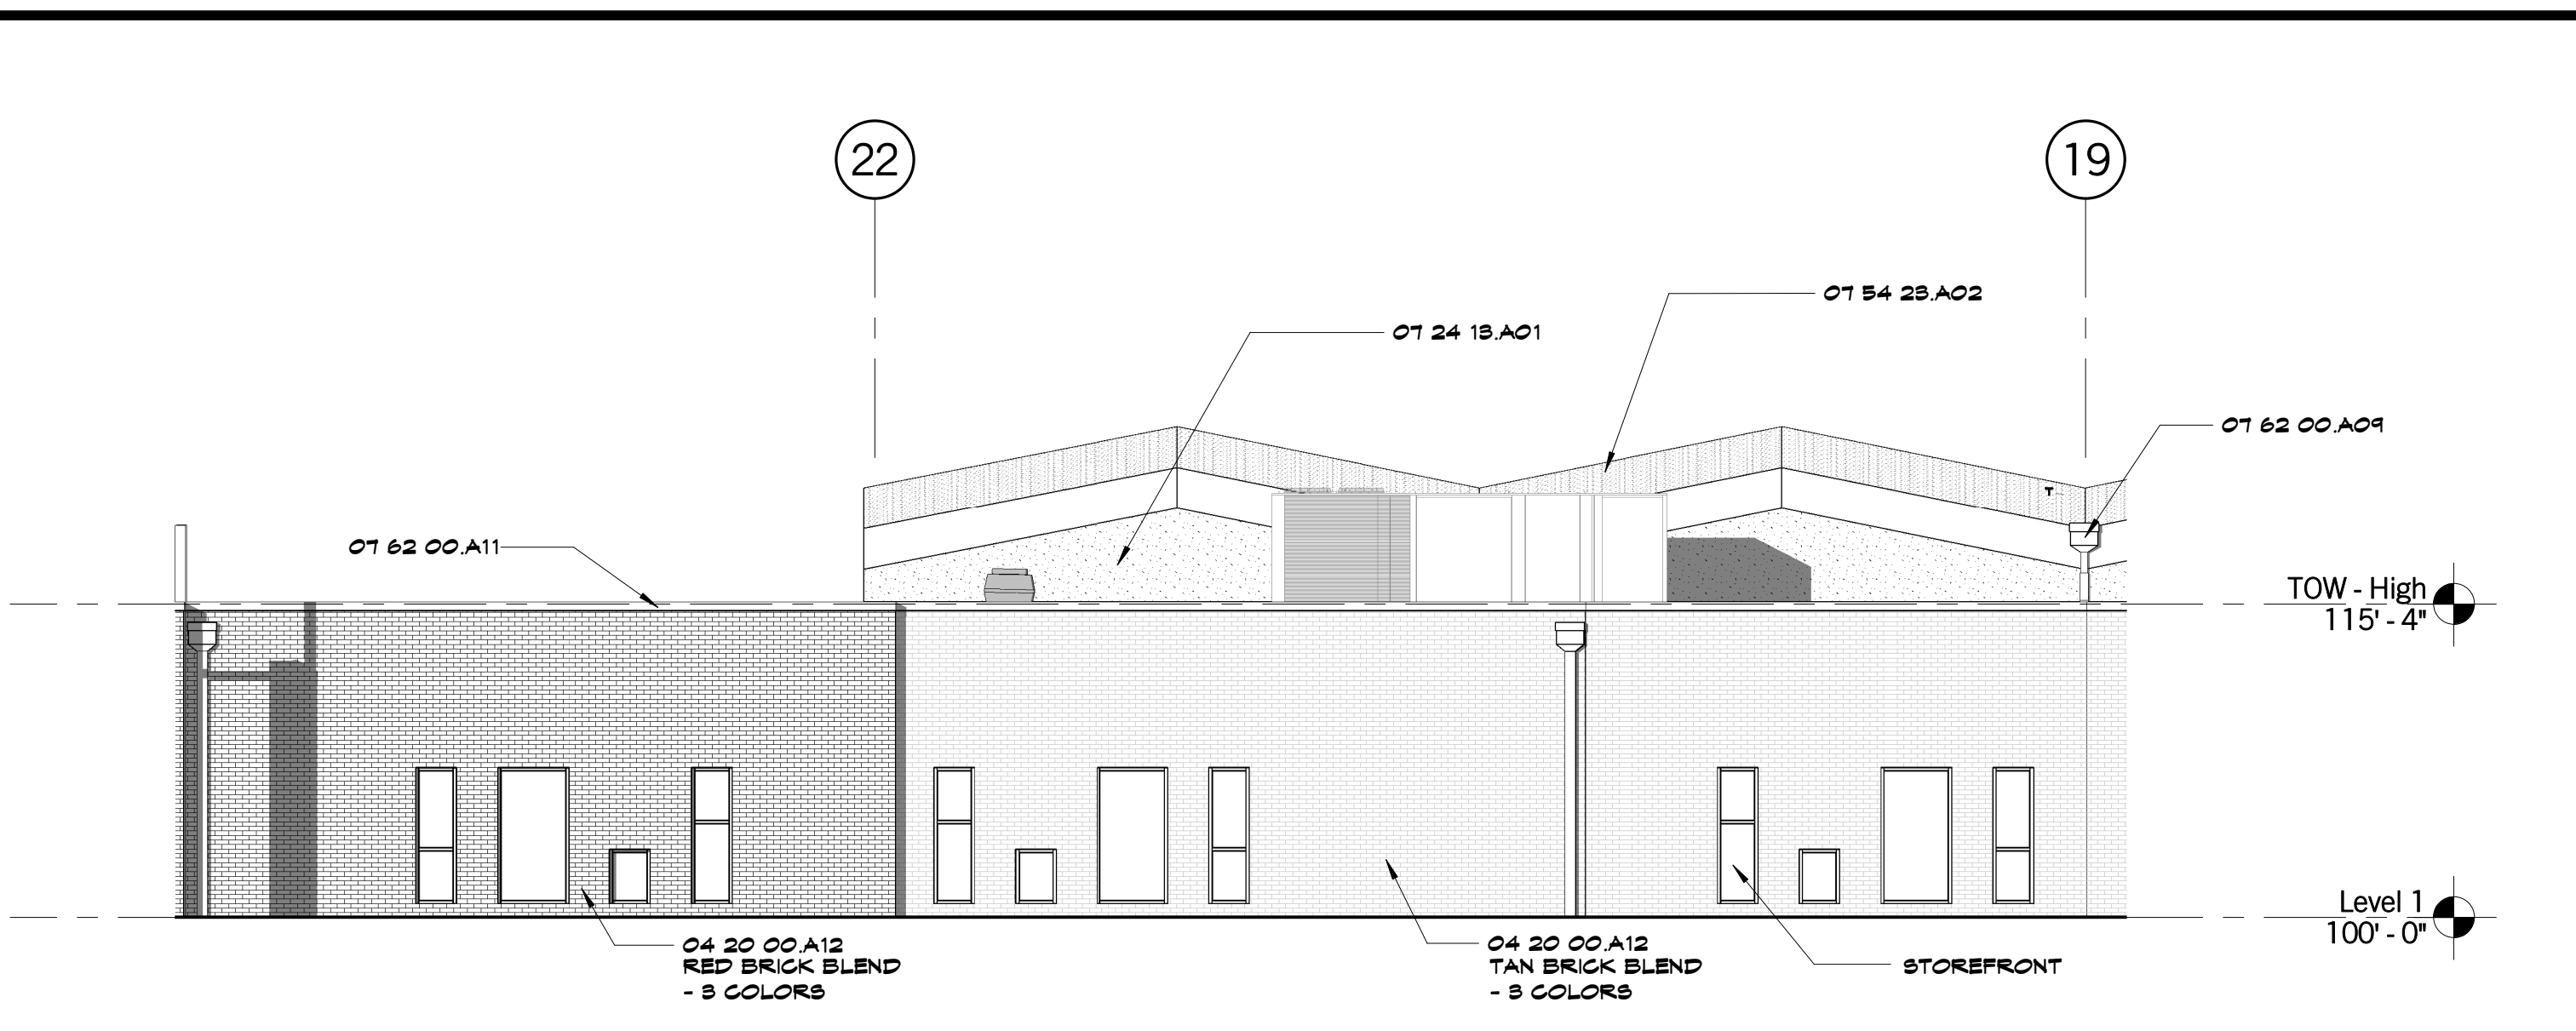 22
19
07 54 23.A02
07 24 13.A01
07 62 00.A09
T
07 62 00.A11
TOW - High
115' - 4"
Level 1
100' - 0"
04 20 00.A12
RED BRICK BLEND
- 3 COLORS
04 20 00.A12
TAN BRICK BLEND
- 3 COLORS
STOREFRONT